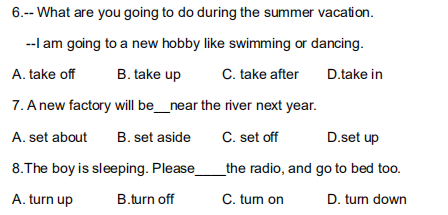 6.-- What are you going to do during the summer vacation.
--I am going to a new hobby like swimming or dancing.
A. take off B. take up C. take after D.take in
7. A new factory will be__near the river next year.
A. set about B. set aside C. set off D.set up
8.The boy is sleeping. Please____the radio, and go to bed too.
A. turn up B.turn off C. turn on D. turn down